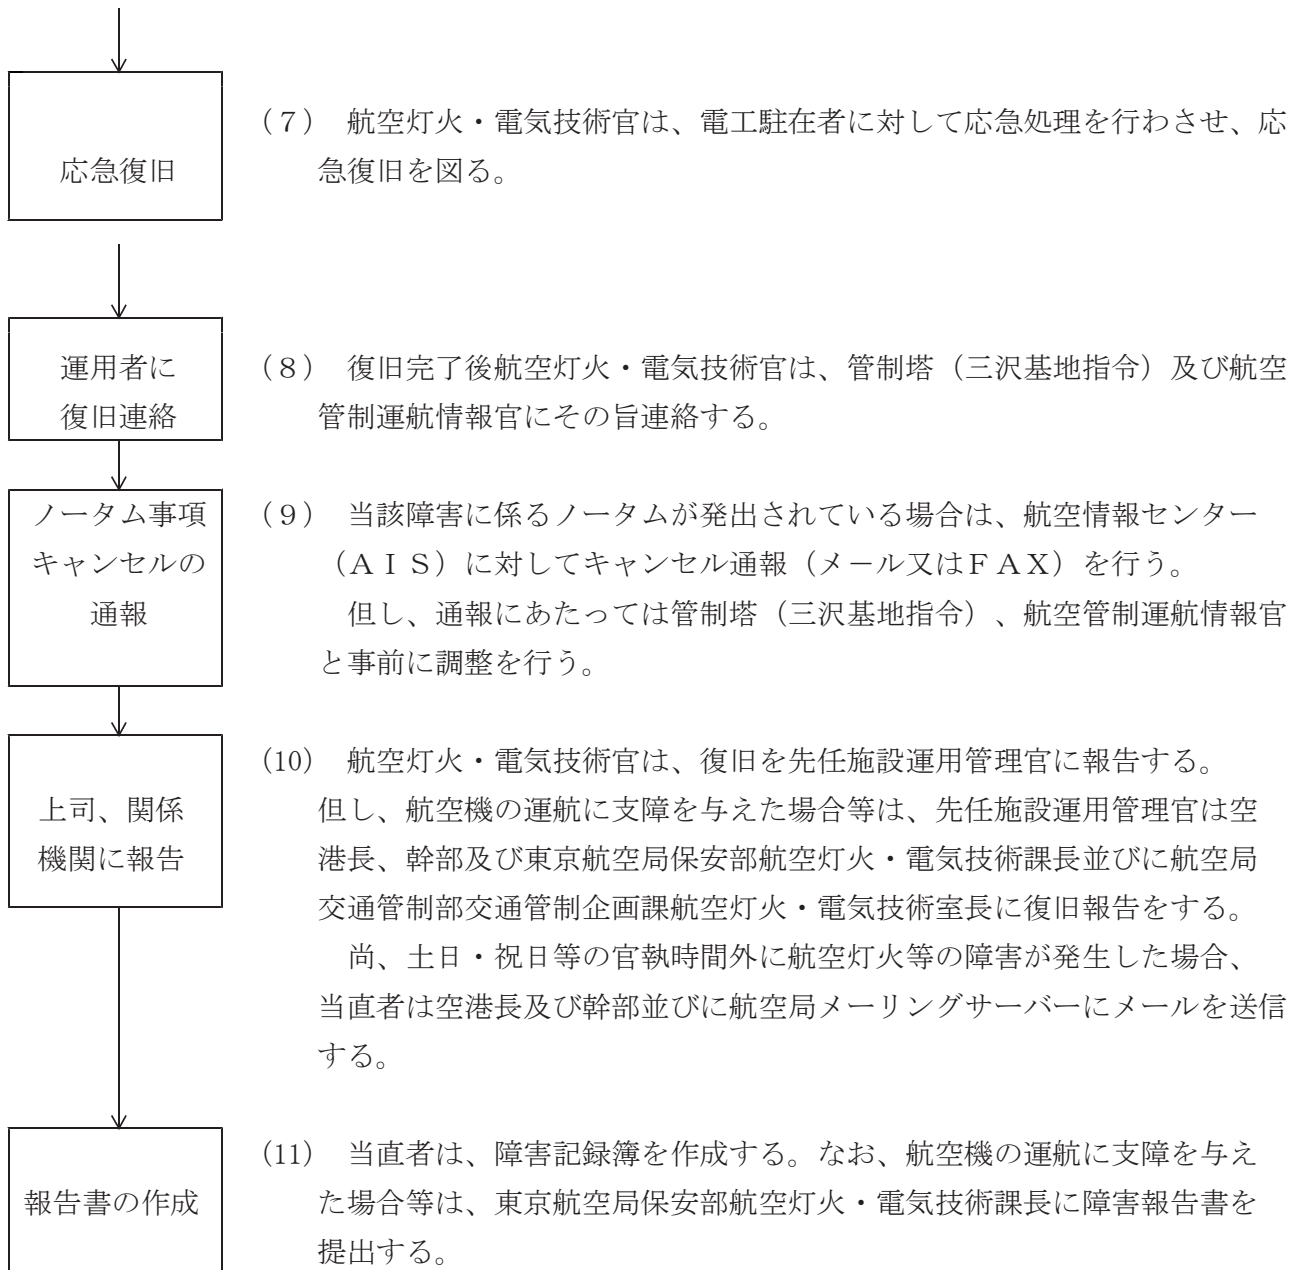 応急復旧
（７）　航空灯火・電気技術官は、電工駐在者に対して応急処理を行わさせ、応
急復旧を図る。
運用者に
復旧連絡
（８）　復旧完了後航空灯火・電気技術官は、管制塔（三沢基地指令）及び航空
管制運航情報官にその旨連絡する。
ノータム事項
キャンセルの
通報
（９）　当該障害に係るノータムが発出されている場合は、航空情報センター
（ＡＩＳ）に対してキャンセル通報（メール又はＦＡＸ）を行う。
但し、通報にあたっては管制塔（三沢基地指令）、航空管制運航情報官
と事前に調整を行う。
上司、関係
機関に報告
(10)　航空灯火・電気技術官は、復旧を先任施設運用管理官に報告する。
但し、航空機の運航に支障を与えた場合等は、先任施設運用管理官は空
港長、幹部及び東京航空局保安部航空灯火・電気技術課長並びに航空局
交通管制部交通管制企画課航空灯火・電気技術室長に復旧報告をする。
尚、土日・祝日等の官執時間外に航空灯火等の障害が発生した場合、
当直者は空港長及び幹部並びに航空局メーリングサーバーにメールを送信
する。
報告書の作成
(11)　当直者は、障害記録簿を作成する。なお、航空機の運航に支障を与え
た場合等は、東京航空局保安部航空灯火・電気技術課長に障害報告書を
提出する。